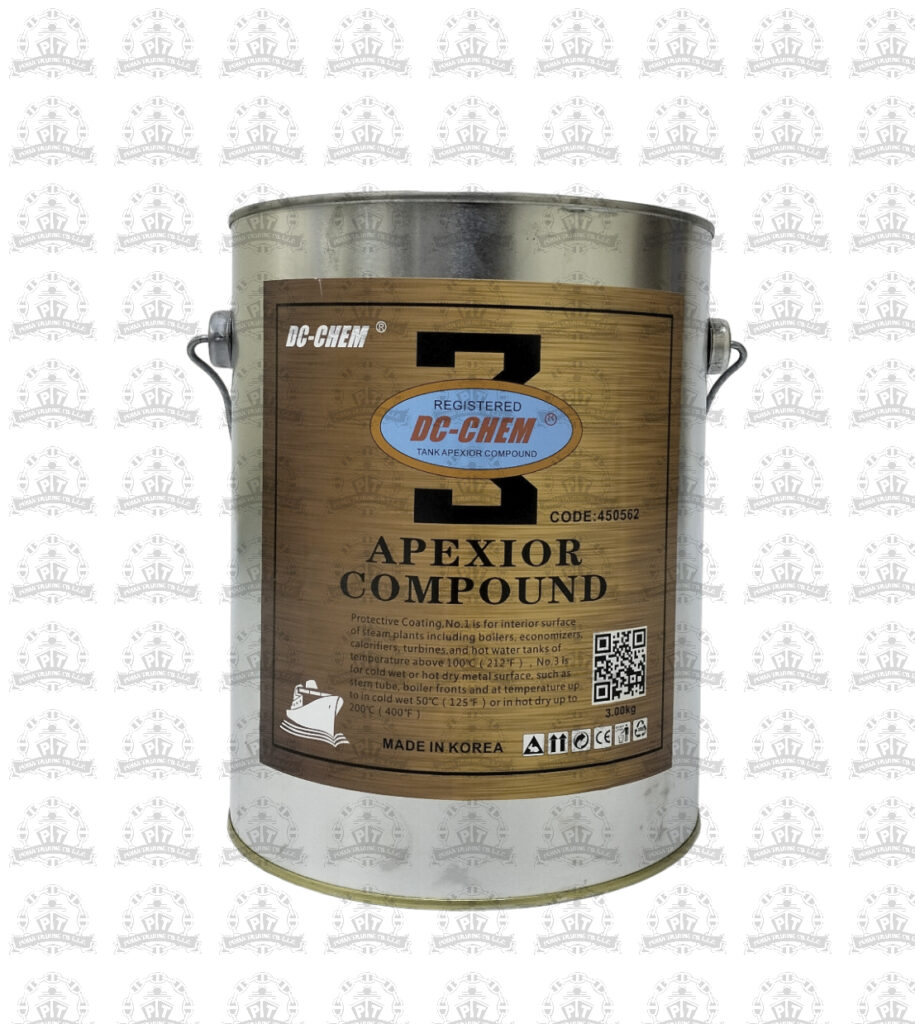 DC-CHEM ®
3
REGISTERED
DC-CHEM ®
TANK APEXIOR COMPOUND
CODE:450562
APEXIOR
COMPOUND
Protective Coating,No.1 is for interior surface
of steam plants including boilers, economizers,
calorifiers, turbines,and hot water tanks of
temperature above 100℃ ( 212℉ ) , No.3 is
for cold wet or hot dry metal surface, such as
stern tube, boiler fronts and at temperature up
to in cold wet 50℃ ( 125℉ ) or in hot dry up to
200℃ ( 400℉ )
3.00kg
MADE IN KOREA
CE